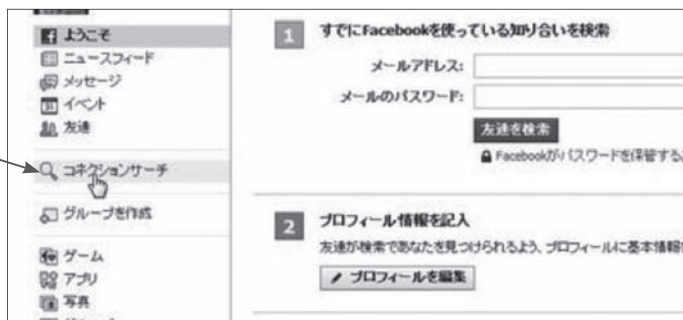 ようこそ
ニュースフィード
メッセージ
イベント
友達
コネクションサーチ
グループを作成
ゲーム
アプリ
写真
1 すでにFacebookを使っている知り合いを検索
メールアドレス:
メールのパスワード:
友達を検索
Facebookがパスワードを保管する
2 プロフィール情報を記入
友達が検索であなたを見つけられるよう、プロフィールに基本情報
プロフィールを編集